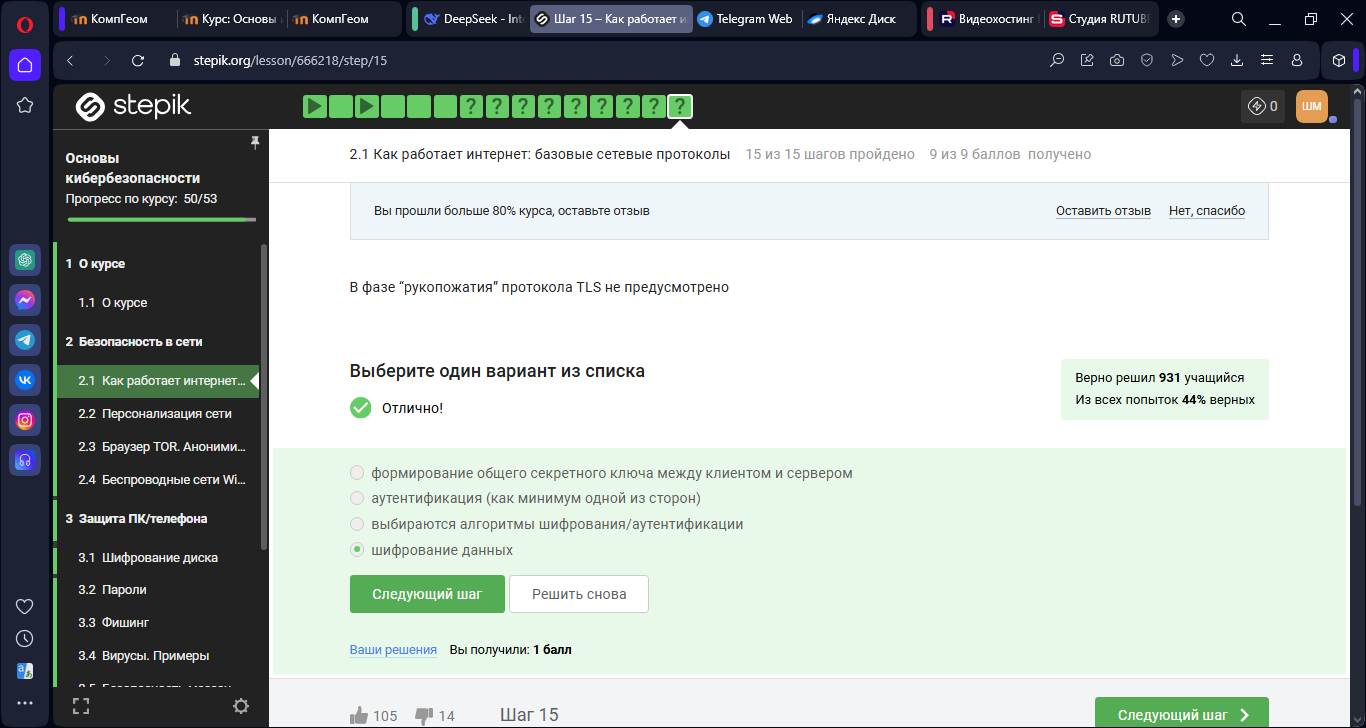 КомпГеом
Курс: Основы
КомпГеом
DeepSeek - Int
Шаг 15 – Как работает и
Telegram Web
Яндекс Диск
Видеохостинг
Студия RUTUBE
stepik.org/lesson/666218/step/15
stepik
0
ШМ
Основы
кибербезопасности
Прогресс по курсу: 50/53
1 О курсе
1.1 О курсе
2 Безопасность в сети
2.1 Как работает интернет...
2.2 Персонализация сети
2.3 Браузер TOR. Аноними...
2.4 Беспроводные сети Wi...
3 Защита ПК/телефона
3.1 Шифрование диска
3.2 Пароли
3.3 Фишинг
3.4 Вирусы. Примеры
2.1 Как работает интернет: базовые сетевые протоколы 15 из 15 шагов пройдено 9 из 9 баллов получено
Вы прошли больше 80% курса, оставьте отзыв
Оставить отзыв Нет, спасибо
В фазе “рукопожатия” протокола TLS не предусмотрено
Выберите один вариант из списка
Отлично!
Верно решил 931 учащийся
Из всех попыток 44% верных
формирование общего секретного ключа между клиентом и сервером
аутентификация (как минимум одной из сторон)
выбираются алгоритмы шифрования/аутентификации
шифрование данных
Следующий шаг
Решить снова
Ваши решения Вы получили: 1 балл
105 14 Шаг 15
Следующий шаг